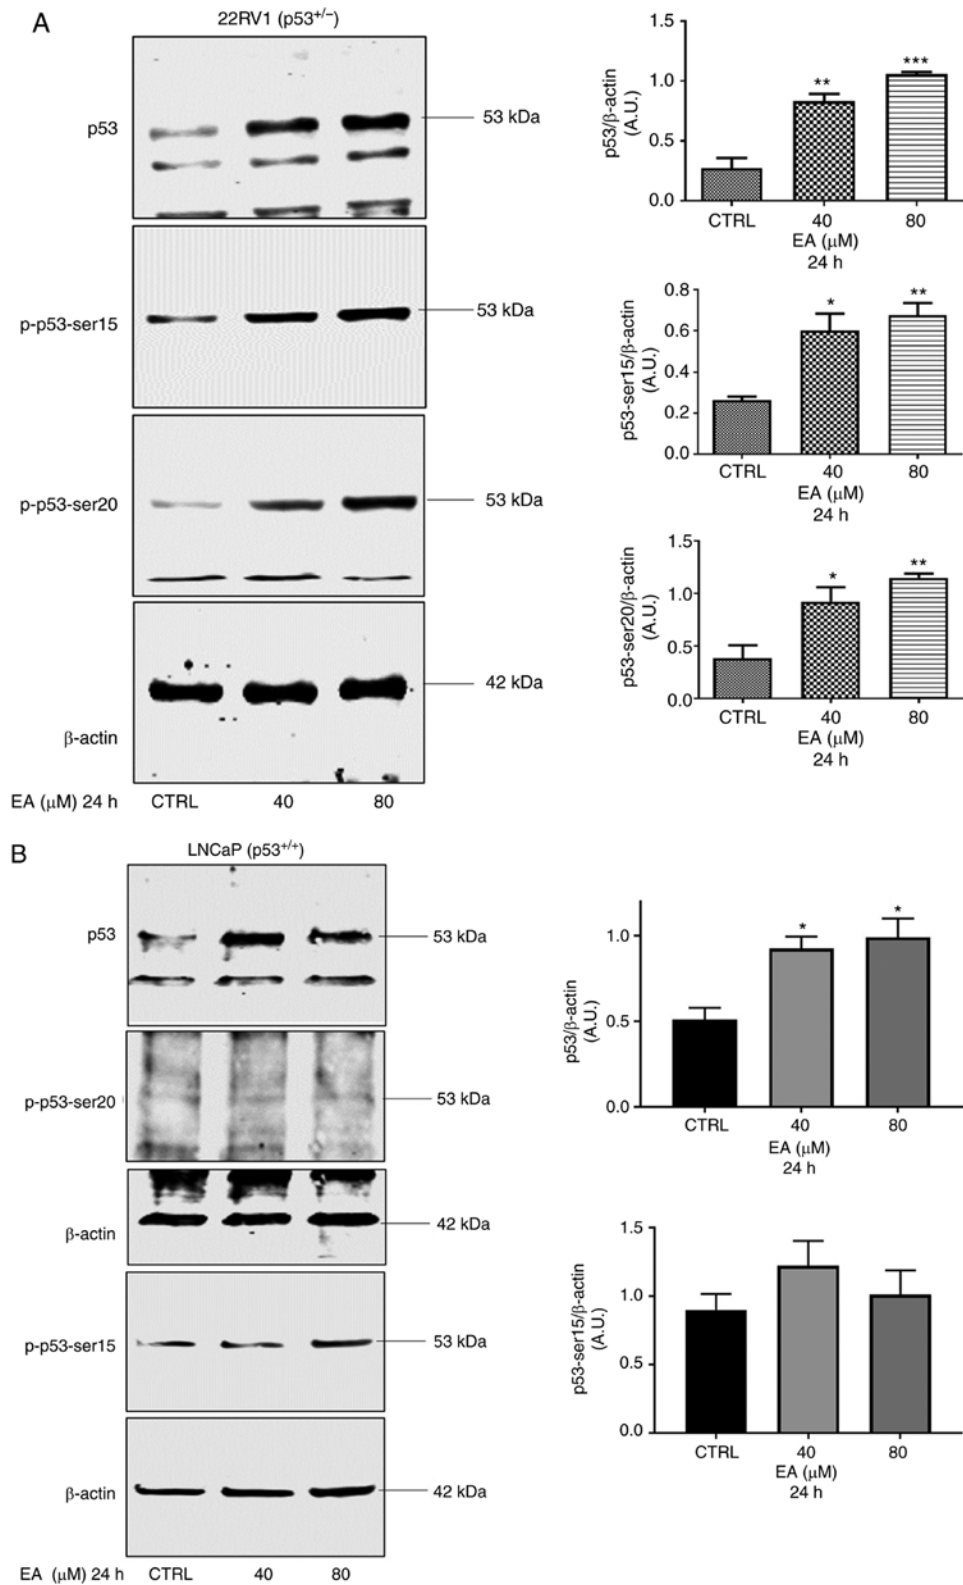 A
22RV1 (p53+/–)
p53
53 kDa
p-p53-ser15
53 kDa
p-p53-ser20
53 kDa
42 kDa
β-actin
EA (μM) 24 h CTRL 40 80
p53/β-actin
(A.U.)
1.5
1.0
0.5
0.0
**
***
CTRL 40 80
EA (μM)
24 h
p53-ser15/β-actin
(A.U.)
0.8
0.6
0.4
0.2
0.0
*
**
CTRL 40 80
EA (μM)
24 h
p53-ser20/β-actin
(A.U.)
1.5
1.0
0.5
0.0
*
**
CTRL 40 80
EA (μM)
24 h
B
LNCaP (p53+/+)
p53
53 kDa
p-p53-ser20
53 kDa
β-actin
42 kDa
p-p53-ser15
53 kDa
β-actin
42 kDa
EA (μM) 24 h CTRL 40 80
p53/β-actin
(A.U.)
1.0
0.5
0.0
*
*
CTRL 40 80
EA (μM)
24 h
p53-ser15/β-actin
(A.U.)
1.5
1.0
0.5
0.0
CTRL 40 80
EA (μM)
24 h